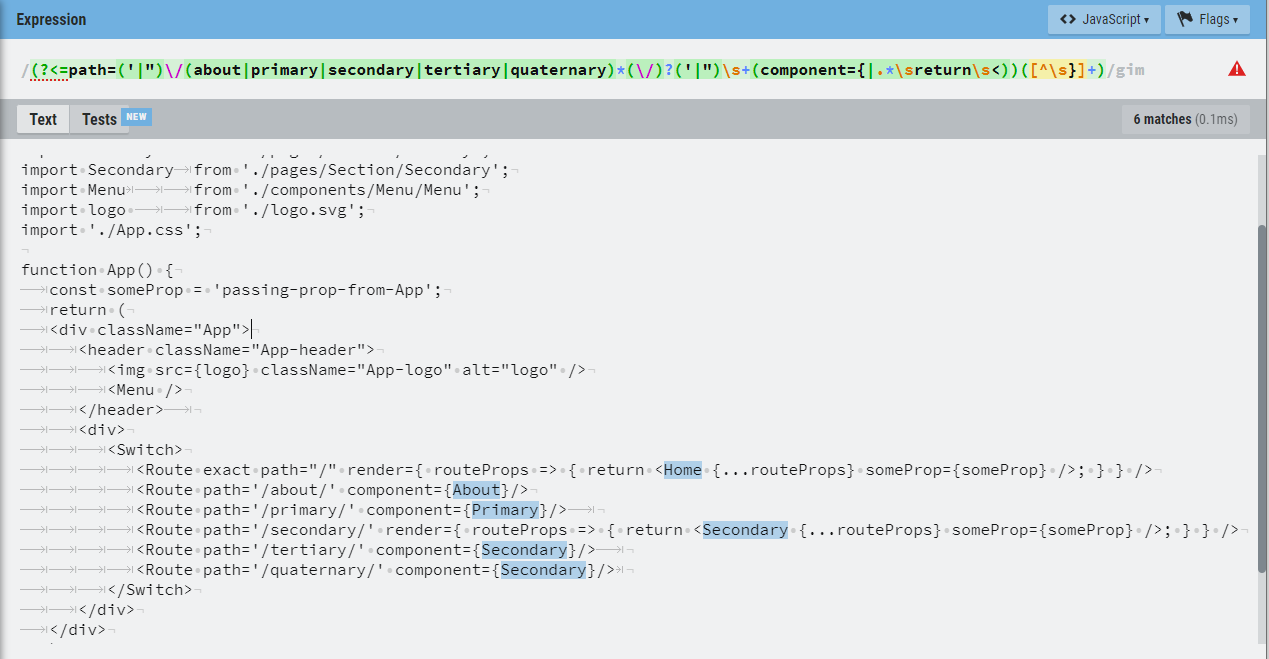 Expression
JavaScript
Flags
/(?<=path=('|")\/(about|primary|secondary|tertiary|quaternary)*(\/)?('|")\s+(component={|.*\sreturn\s<))([^\s}]+)/gim
Text
Tests NEW
6 matches (0.1ms)
import Secondary from './pages/Section/Secondary';
import Menu from './components/Menu/Menu';
import logo from './logo.svg';
import './App.css';
function App() {
const someProp = 'passing-prop-from-App';
return (
<div className="App">
<header className="App-header">
<img src={logo} className="App-logo" alt="logo" />
<Menu />
</header>
<div>
<Switch>
<Route exact path="/" render={ routeProps => { return <Home {...routeProps} someProp={someProp} />; } } />
<Route path='/about/' component={About}/>
<Route path='/primary/' component={Primary}/>
<Route path='/secondary/' render={ routeProps => { return <Secondary {...routeProps} someProp={someProp} />; } } />
<Route path='/tertiary/' component={Secondary}/>
<Route path='/quaternary/' component={Secondary}/>
</Switch>
</div>
</div>